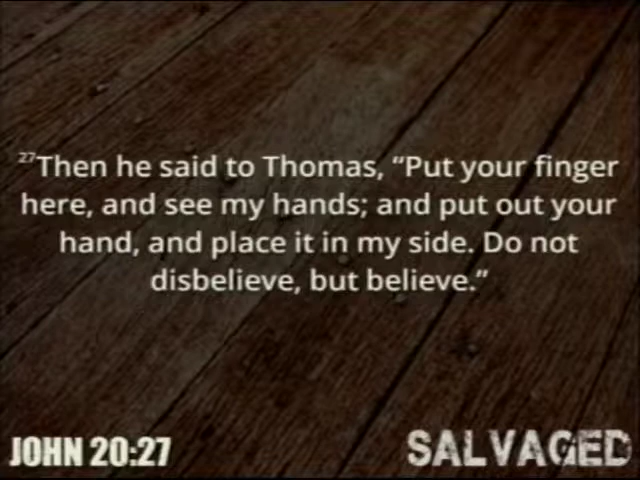 27Then he said to Thomas, “Put your finger
here, and see my hands; and put out your
hand, and place it in my side. Do not
disbelieve, but believe.”
JOHN 20:27
SALVAGED